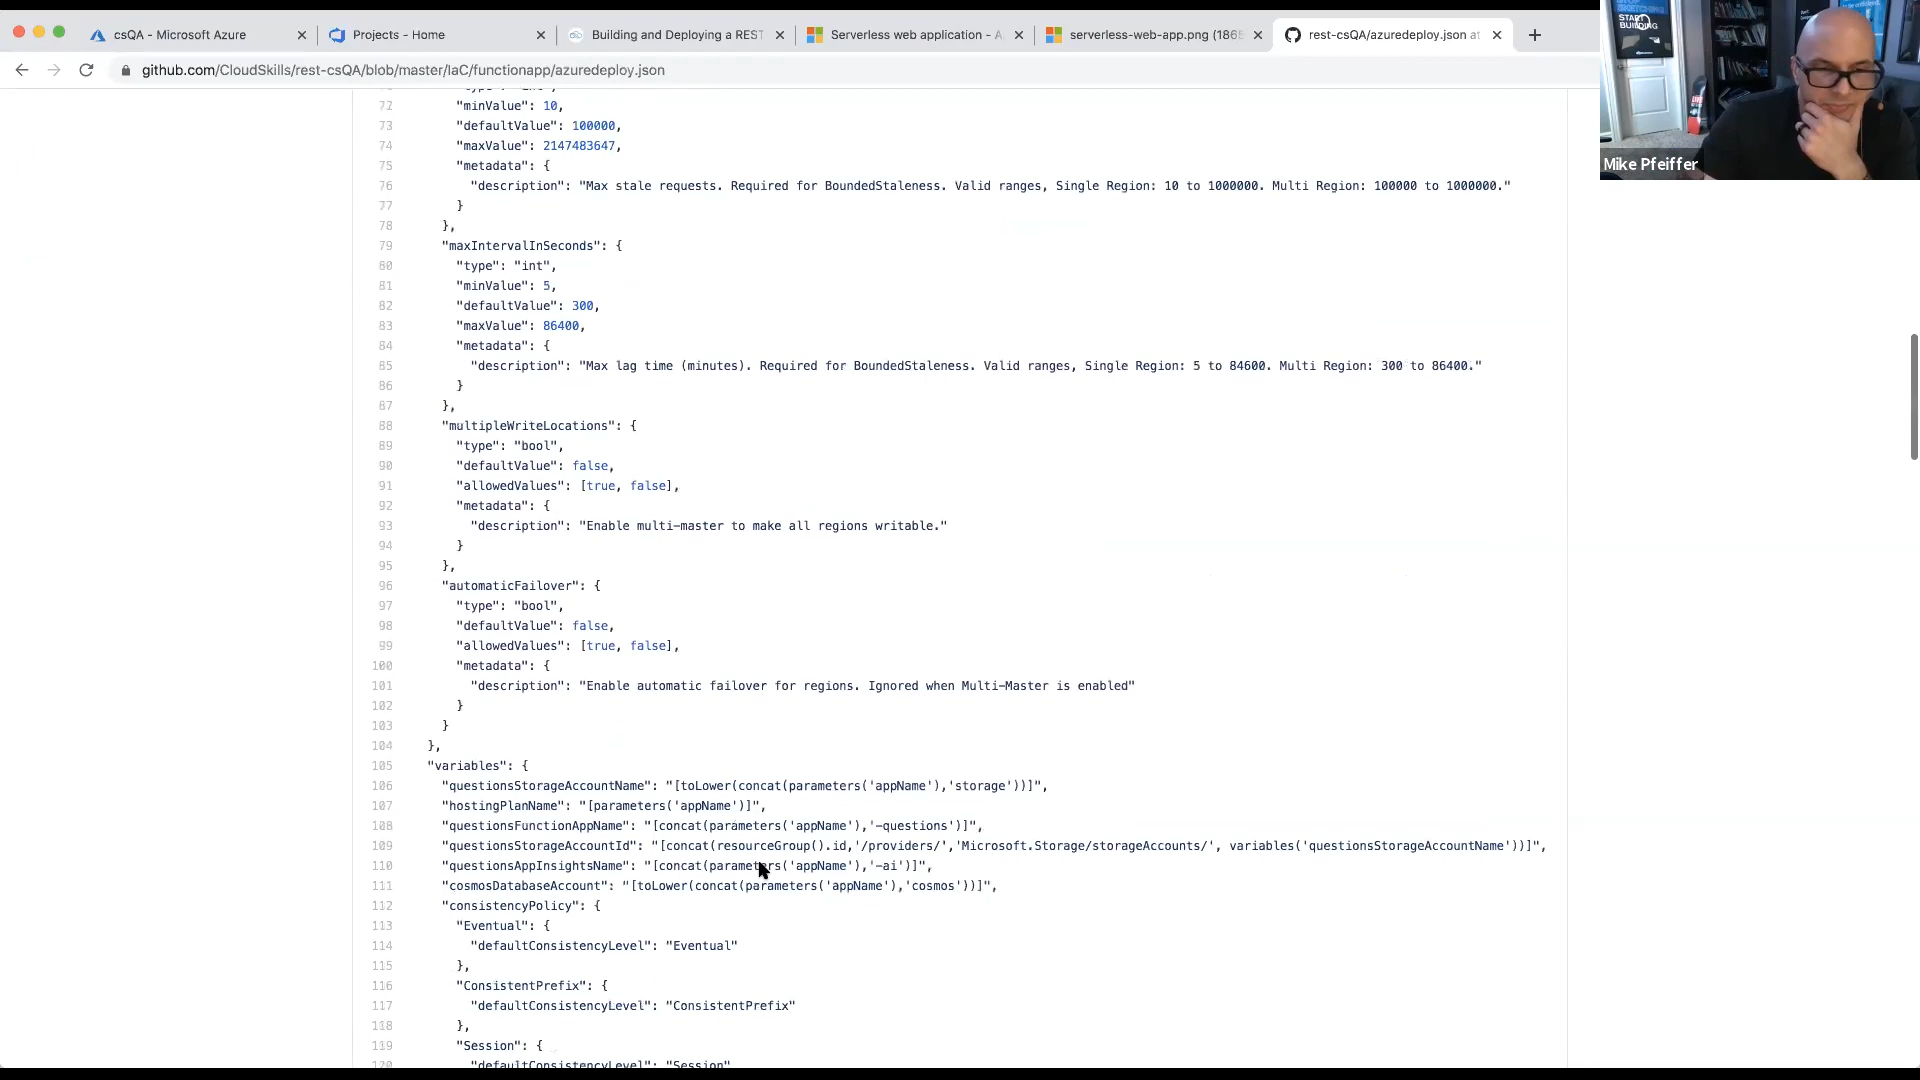 csQA - Microsoft Azure
Projects - Home
Building and Deploying a REST
Serverless web application - A
serverless-web-app.png (1865
rest-csQA/azuredeploy.json at
github.com/CloudSkills/rest-csQA/blob/master/IaC/functionapp/azuredeploy.json
START
BUILDING
Mike Pfeiffer
"type": "int",
72 "minValue": 10,
73 "defaultValue": 100000,
74 "maxValue": 2147483647,
75 "metadata": {
76 "description": "Max stale requests. Required for BoundedStaleness. Valid ranges, Single Region: 10 to 1000000. Multi Region: 100000 to 1000000."
77 }
78 },
79 "maxIntervalInSeconds": {
80 "type": "int",
81 "minValue": 5,
82 "defaultValue": 300,
83 "maxValue": 86400,
84 "metadata": {
85 "description": "Max lag time (minutes). Required for BoundedStaleness. Valid ranges, Single Region: 5 to 84600. Multi Region: 300 to 86400."
86 }
87 },
88 "multipleWriteLocations": {
89 "type": "bool",
90 "defaultValue": false,
91 "allowedValues": [true, false],
92 "metadata": {
93 "description": "Enable multi-master to make all regions writable."
94 }
95 },
96 "automaticFailover": {
97 "type": "bool",
98 "defaultValue": false,
99 "allowedValues": [true, false],
100 "metadata": {
101 "description": "Enable automatic failover for regions. Ignored when Multi-Master is enabled"
102 }
103 }
104 },
105 "variables": {
106 "questionsStorageAccountName": "[toLower(concat(parameters('appName'),'storage'))]",
107 "hostingPlanName": "[parameters('appName')]",
108 "questionsFunctionAppName": "[concat(parameters('appName'),'-questions')]",
109 "questionsStorageAccountId": "[concat(resourceGroup().id,'/providers/','Microsoft.Storage/storageAccounts/', variables('questionsStorageAccountName'))]",
110 "questionsAppInsightsName": "[concat(parameters('appName'),'-ai')]",
111 "cosmosDatabaseAccount": "[toLower(concat(parameters('appName'),'cosmos'))]",
112 "consistencyPolicy": {
113 "Eventual": {
114 "defaultConsistencyLevel": "Eventual"
115 },
116 "ConsistentPrefix": {
117 "defaultConsistencyLevel": "ConsistentPrefix"
118 },
119 "Session": {
120 "defaultConsistencyLevel": "Session"